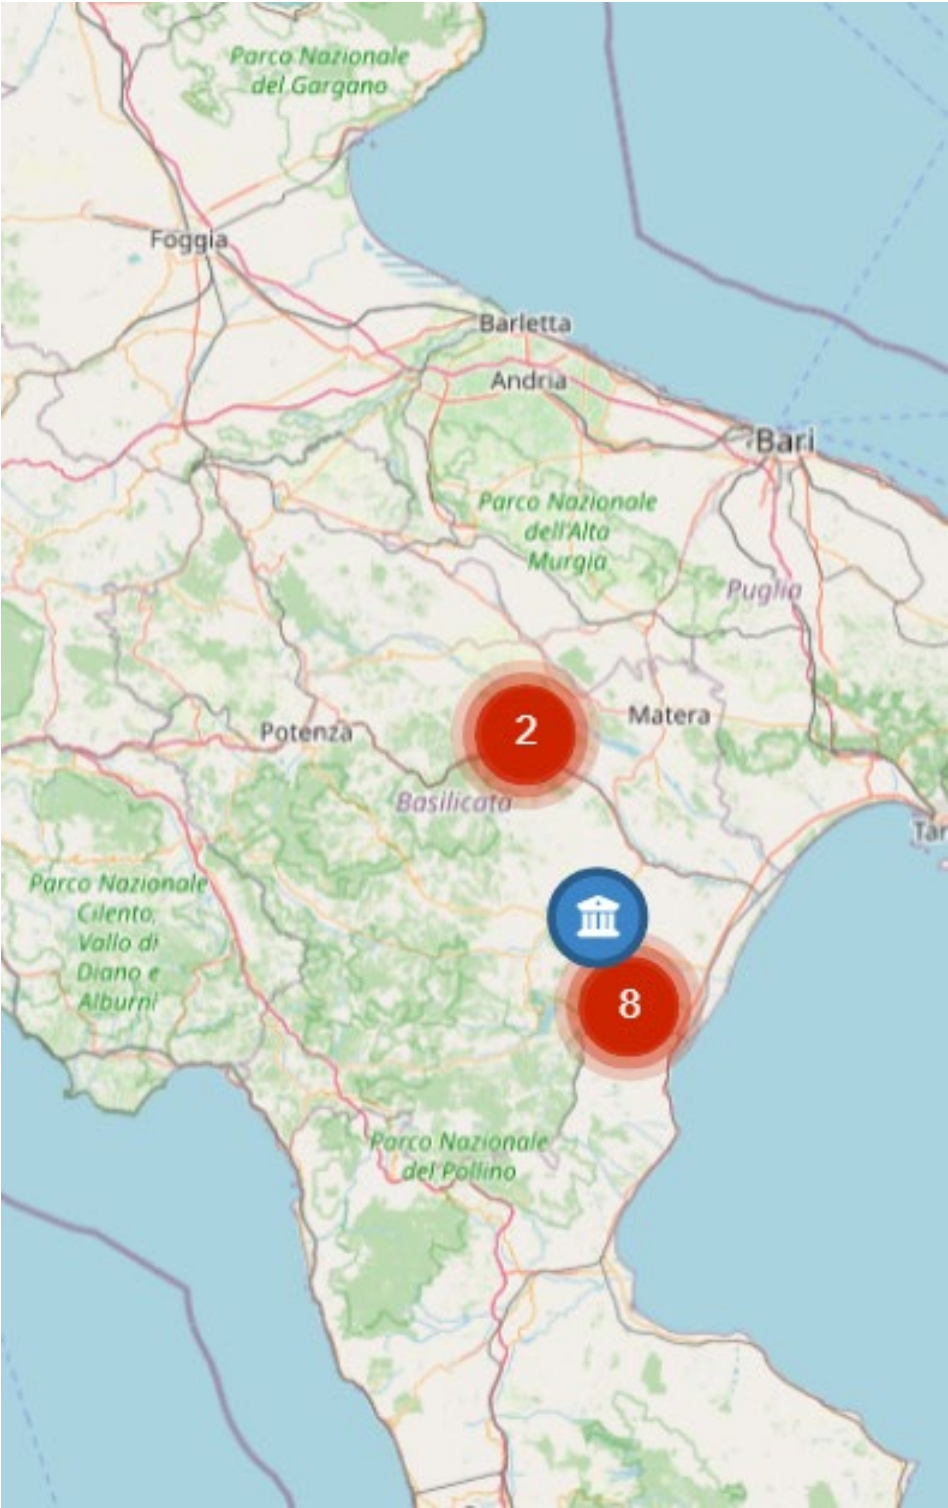 Parco Nazionale
del Gargano
Foggia
Barletta
Andria
Bari
Parco Nazionale
dell'Alta
Murgia
Puglia
2
Matera
Potenza
Basilicata
Tar
Parco Nazionale
Cilento,
Vallo di
Diano e
Alburni
8
Parco Nazionale
del Pollino